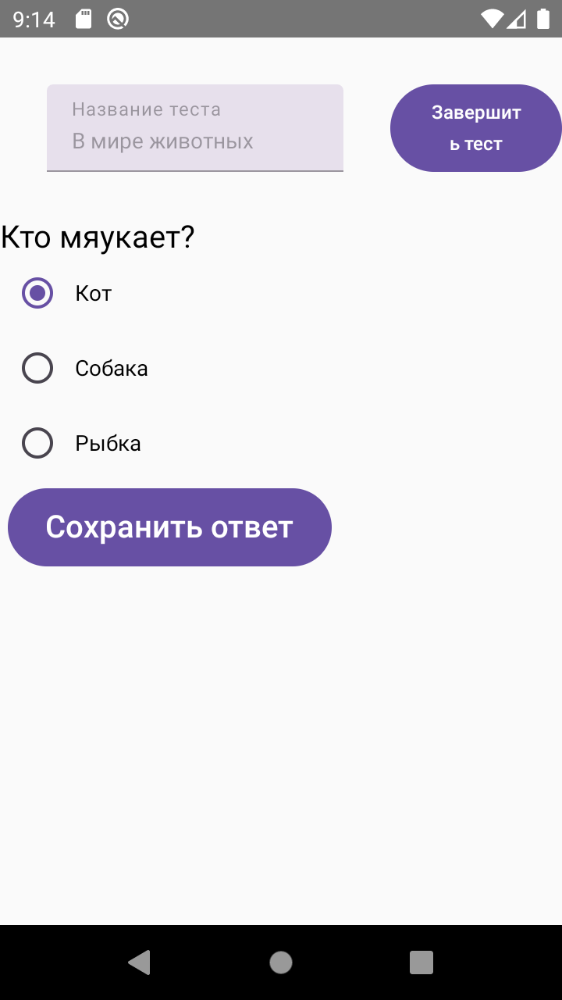 9:14
Название теста
В мире животных
Завершит
ь тест
Кто мяукает?
Кот
Собака
Рыбка
Сохранить ответ